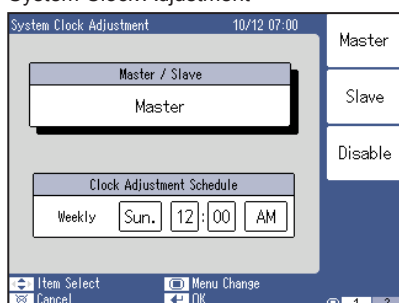 System Clock Adjustment 10/12 07:00
Master
Master / Slave
Master
Slave
Disable
Clock Adjustment Schedule
Weekly Sun. 12 : 00 AM
Item Select Menu Change
Cancel OK
1 2